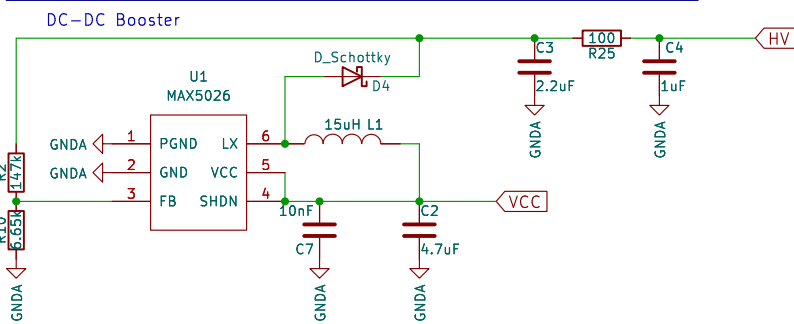 DC-DC Booster
HV
C3
100
R25
C4
2.2uF
1uF
GNDA
GNDA
D_Schottky
D4
U1
MAX5026
15uH L1
GNDA 1 PGND LX 6
GNDA 2 GND VCC 5
3 FB SHDN 4
R2
147k
R10
6.65k
GNDA
10nF
C7
GNDA
C2
4.7uF
GNDA
VCC